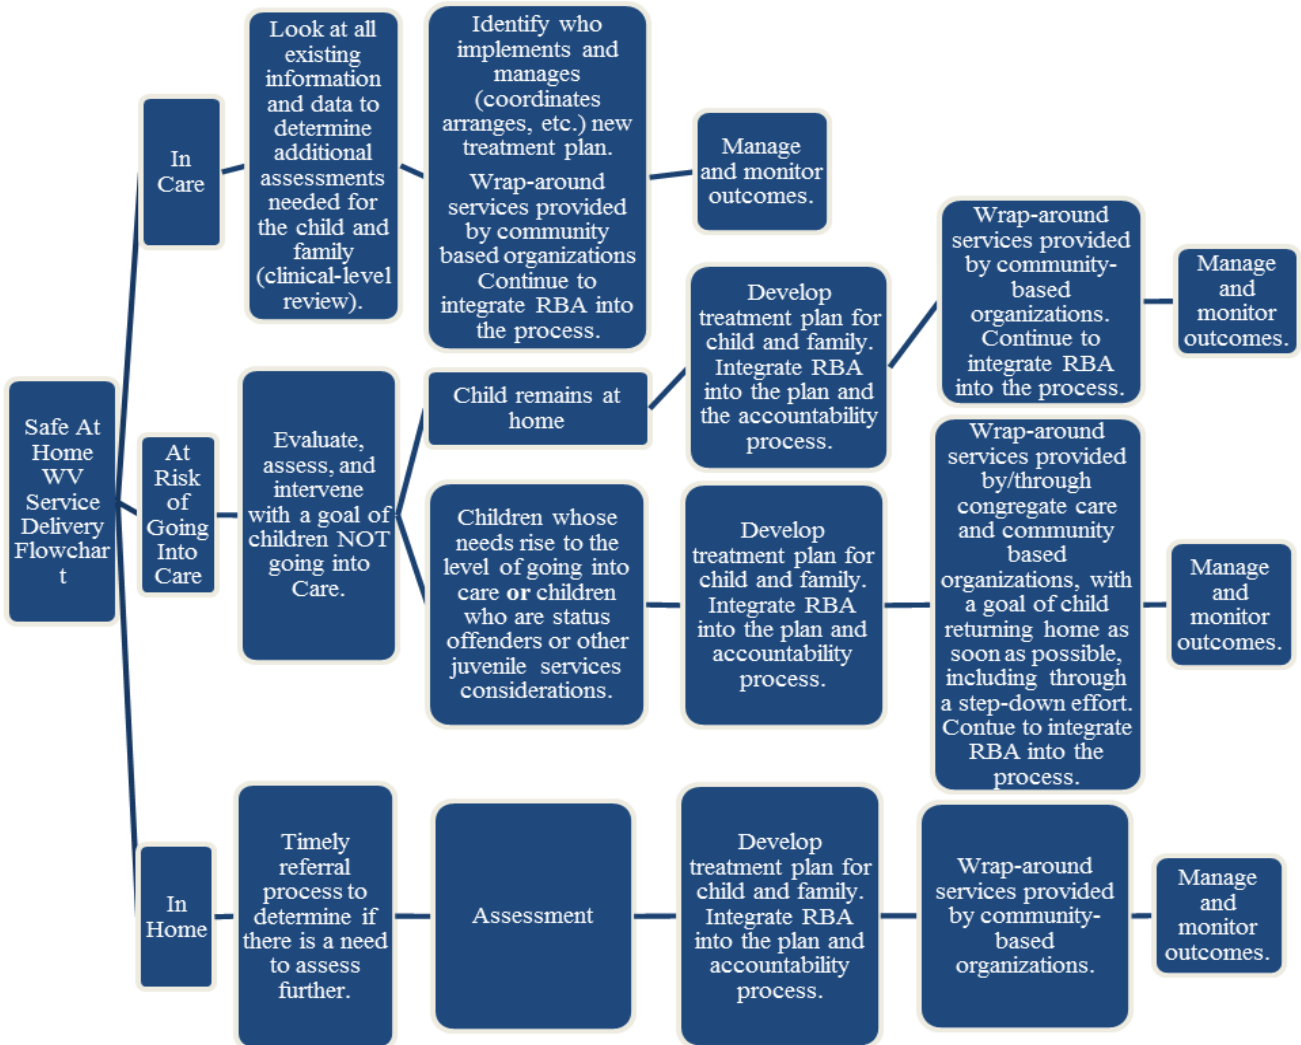 Safe At
Home
WV
Service
Delivery
Flowchar
t
In
Care
Look at all
existing
information
and data to
determine
additional
assessments
needed for
the child and
family
(clinical-level
review).
Identify who
implements and
manages
(coordinates
arranges, etc.) new
treatment plan.
Wrap-around
services provided
by community
based organizations
Continue to
integrate RBA into
the process.
Manage
and monitor
outcomes.
At
Risk
of
Going
Into
Care
Evaluate,
assess, and
intervene
with a goal of
children NOT
going into
Care.
Child remains at
home
Develop
treatment plan for
child and family.
Integrate RBA
into the plan and
the accountability
process.
Wrap-around
services provided
by community-
based
organizations.
Continue to
integrate RBA
into the process.
Manage
and
monitor
outcomes.
Children whose
needs rise to the
level of going into
care or children
who are status
offenders or other
juvenile services
considerations.
Develop
treatment plan for
child and family.
Integrate RBA
into the plan and
accountability
process.
Wrap-around
services provided
by/through
congregate care
and community
based
organizations, with
a goal of child
returning home as
soon as possible,
including through
a step-down effort.
Contue to integrate
RBA into the
process.
Manage
and
monitor
outcomes.
In
Home
Timely
referral
process to
determine if
there is a need
to assess
further.
Assessment
Develop
treatment plan for
child and family.
Integrate RBA
into the plan and
accountability
process.
Wrap-around
services provided
by community-
based
organizations.
Manage
and
monitor
outcomes.